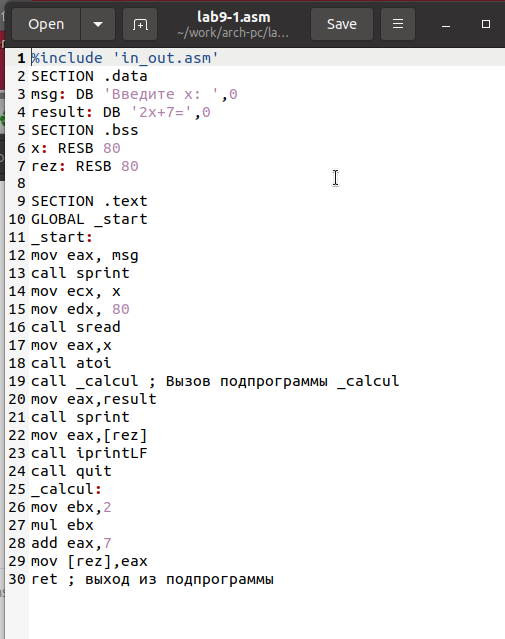 Open
lab9-1.asm
~/work/arch-pc/la...
Save
1 %include 'in_out.asm'
2 SECTION .data
3 msg: DB 'Введите x: ',0
4 result: DB '2x+7=',0
5 SECTION .bss
6 x: RESB 80
7 rez: RESB 80
8
9 SECTION .text
10 GLOBAL _start
11 _start:
12 mov eax, msg
13 call sprint
14 mov ecx, x
15 mov edx, 80
16 call sread
17 mov eax,x
18 call atoi
19 call _calcul ; Вызов подпрограммы _calcul
20 mov eax,result
21 call sprint
22 mov eax,[rez]
23 call iprintLF
24 call quit
25 _calcul:
26 mov ebx,2
27 mul ebx
28 add eax,7
29 mov [rez],eax
30 ret ; выход из подпрограммы